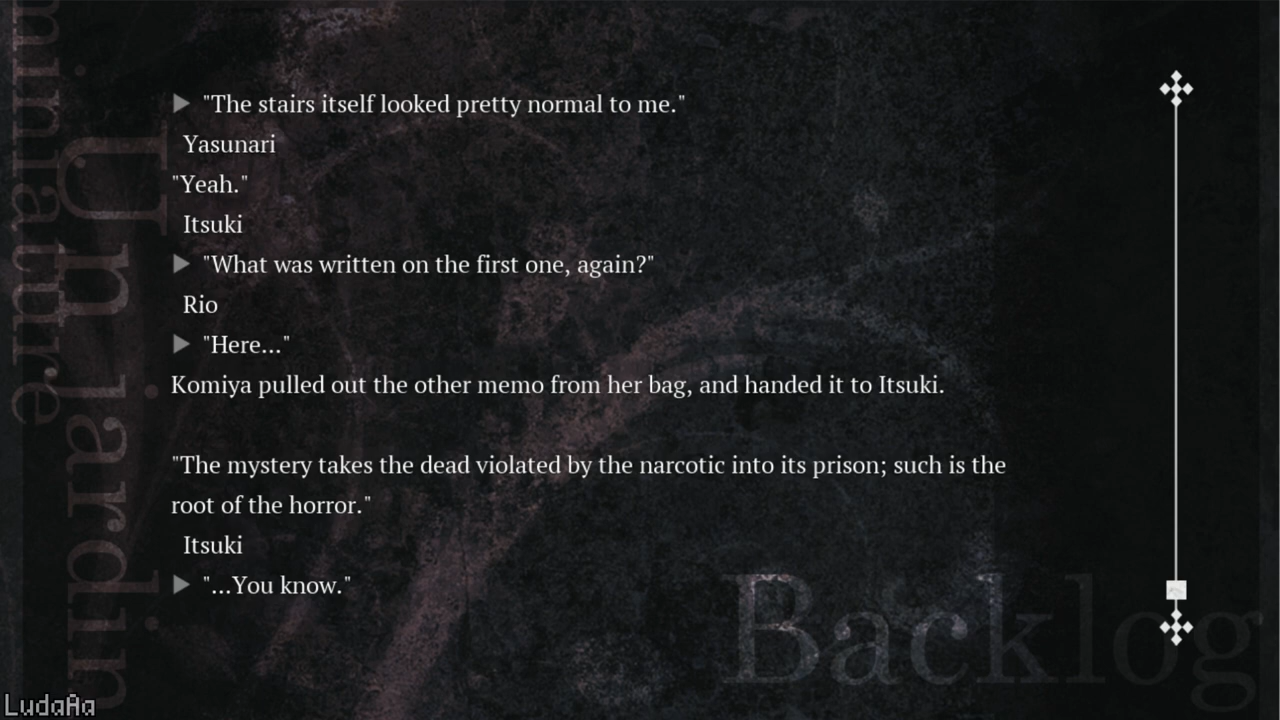 "The stairs itself looked pretty normal to me."
Yasunari
"Yeah."
Itsuki
"What was written on the first one, again?"
Rio
"Here..."
Komiya pulled out the other memo from her bag, and handed it to Itsuki.
"The mystery takes the dead violated by the narcotic into its prison; such is the
root of the horror."
Itsuki
"...You know."
Backlog
Un jardin
miniature
LudaAa